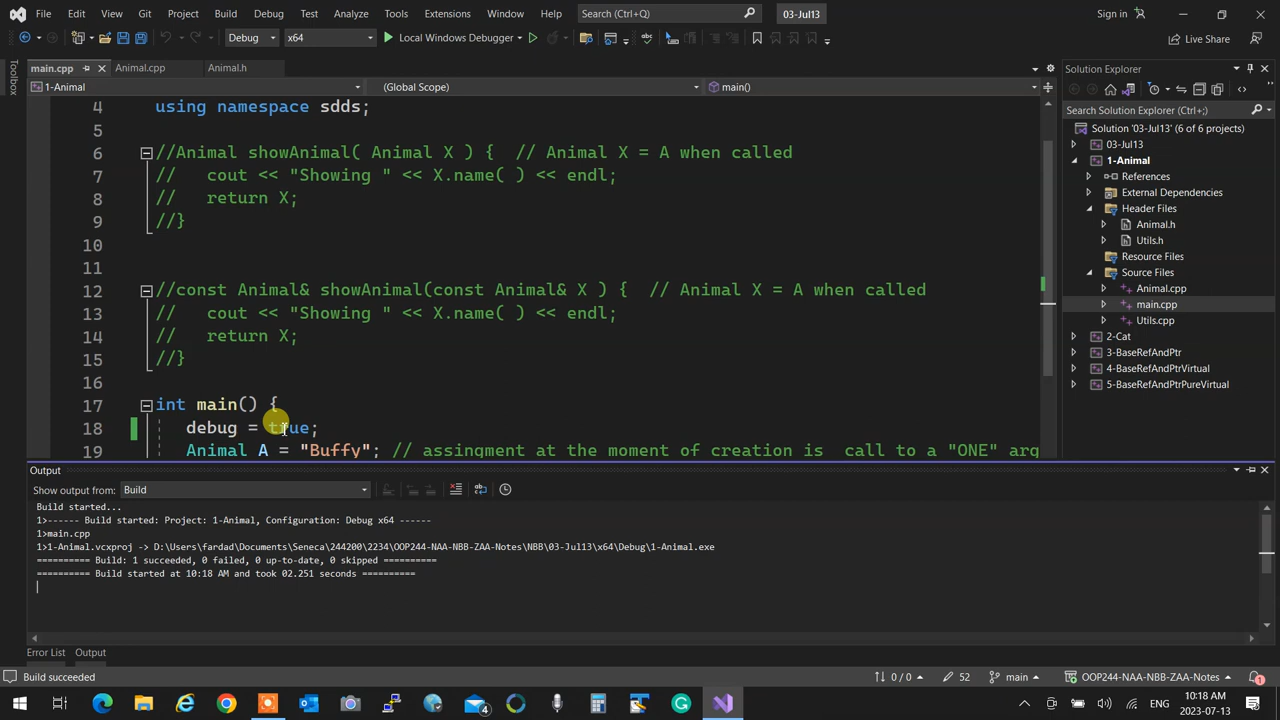 File Edit View Git Project Build Debug Test Analyze Tools Extensions Window Help Search (Ctrl+Q) 03-Jul13 Sign in
Debug x64 Local Windows Debugger Live Share
Toolbox
main.cpp Animal.cpp Animal.h
1-Animal (Global Scope) main()
4 using namespace sdds;
5
6 //Animal showAnimal( Animal X ) { // Animal X = A when called
7 // cout << "Showing " << X.name( ) << endl;
8 // return X;
9 //}
10
11
12 //const Animal& showAnimal(const Animal& X ) { // Animal X = A when called
13 // cout << "Showing " << X.name( ) << endl;
14 // return X;
15 //}
16
17 int main() {
18 debug = true;
19 Animal A = "Buffy"; // assingment at the moment of creation is call to a "ONE" arg
Solution Explorer
Search Solution Explorer (Ctrl+;)
Solution '03-Jul13' (6 of 6 projects)
03-Jul13
1-Animal
References
External Dependencies
Header Files
Animal.h
Utils.h
Resource Files
Source Files
Animal.cpp
main.cpp
Utils.cpp
2-Cat
3-BaseRefAndPtr
4-BaseRefAndPtrVirtual
5-BaseRefAndPtrPureVirtual
Output
Show output from: Build
Build started...
1>------ Build started: Project: 1-Animal, Configuration: Debug x64 ------
1>main.cpp
1>1-Animal.vcxproj -> D:\Users\fardad\Documents\Seneca\244200\2234\OOP244-NAA-NBB-ZAA-Notes\NBB\03-Jul13\x64\Debug\1-Animal.exe
========== Build: 1 succeeded, 0 failed, 0 up-to-date, 0 skipped ==========
========== Build started at 10:18 AM and took 02.251 seconds ==========
Error List Output
Build succeeded 0 / 0 52 main OOP244-NAA-NBB-ZAA-Notes 1
4 ENG 10:18 AM
2023-07-13